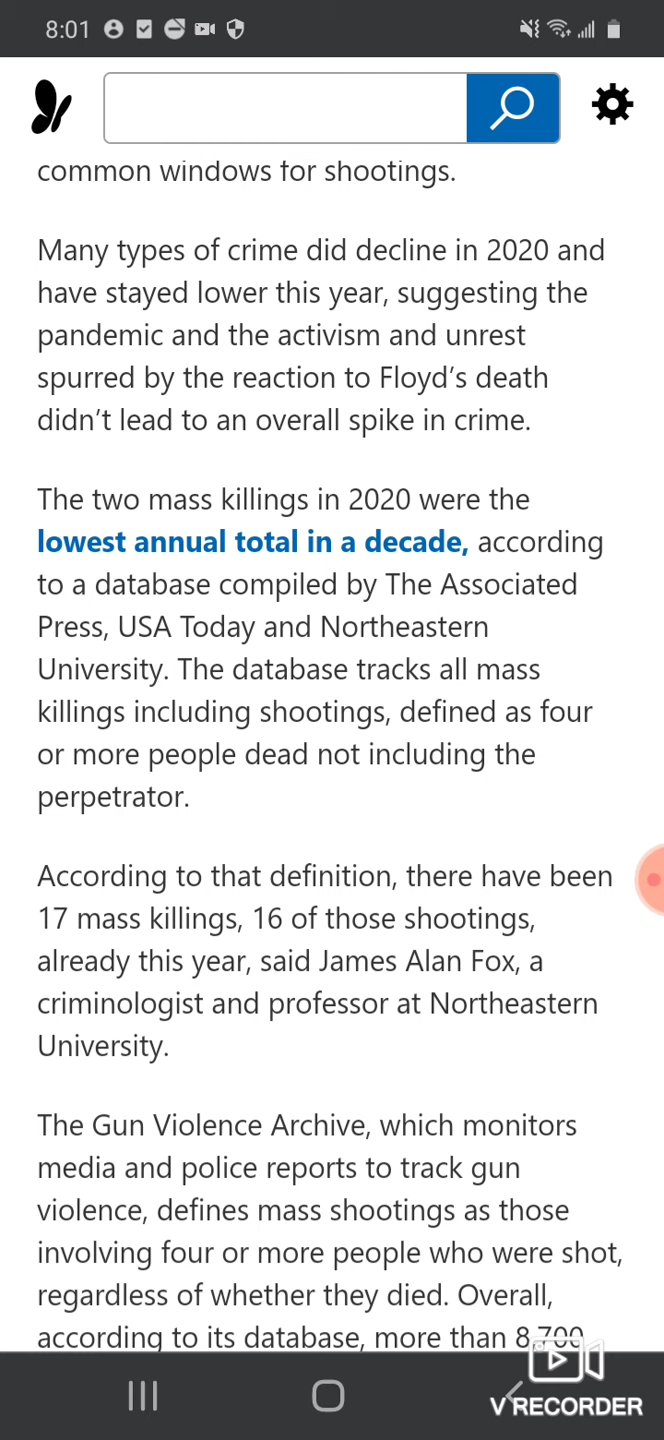 8:01
common windows for shootings.
Many types of crime did decline in 2020 and
have stayed lower this year, suggesting the
pandemic and the activism and unrest
spurred by the reaction to Floyd’s death
didn’t lead to an overall spike in crime.
The two mass killings in 2020 were the
lowest annual total in a decade, according
to a database compiled by The Associated
Press, USA Today and Northeastern
University. The database tracks all mass
killings including shootings, defined as four
or more people dead not including the
perpetrator.
According to that definition, there have been
17 mass killings, 16 of those shootings,
already this year, said James Alan Fox, a
criminologist and professor at Northeastern
University.
The Gun Violence Archive, which monitors
media and police reports to track gun
violence, defines mass shootings as those
involving four or more people who were shot,
regardless of whether they died. Overall,
according to its database, more than 8,700
V RECORDER